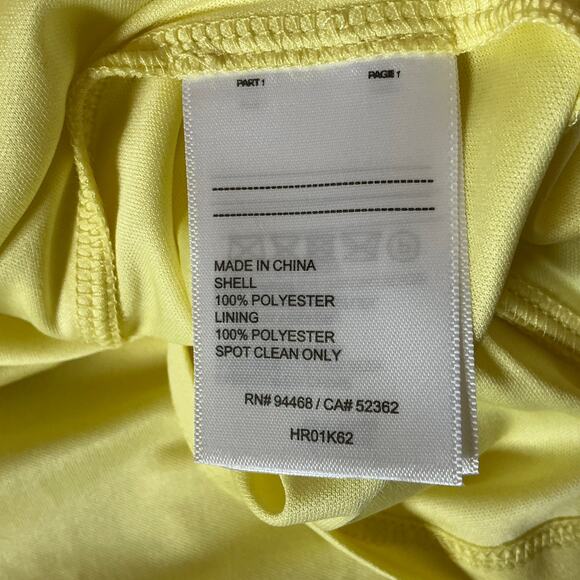 PART 1 PAGE 1
MADE IN CHINA
SHELL
100% POLYESTER
LINING
100% POLYESTER
SPOT CLEAN ONLY
RN# 94468 / CA# 52362
HR01K62